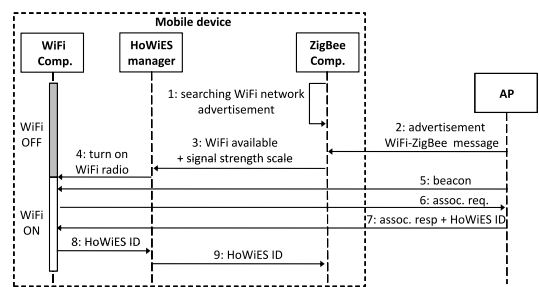 Mobile device
WiFi
Comp.
HoWiES
manager
ZigBee
Comp.
AP
1: searching WiFi network
advertisement
2: advertisement
WiFi-ZigBee message
WiFi
OFF
3: WiFi available
+ signal strength scale
4: turn on
WiFi radio
5: beacon
6: assoc. req.
7: assoc. resp + HoWiES ID
WiFi
ON
8: HoWiES ID
9: HoWiES ID